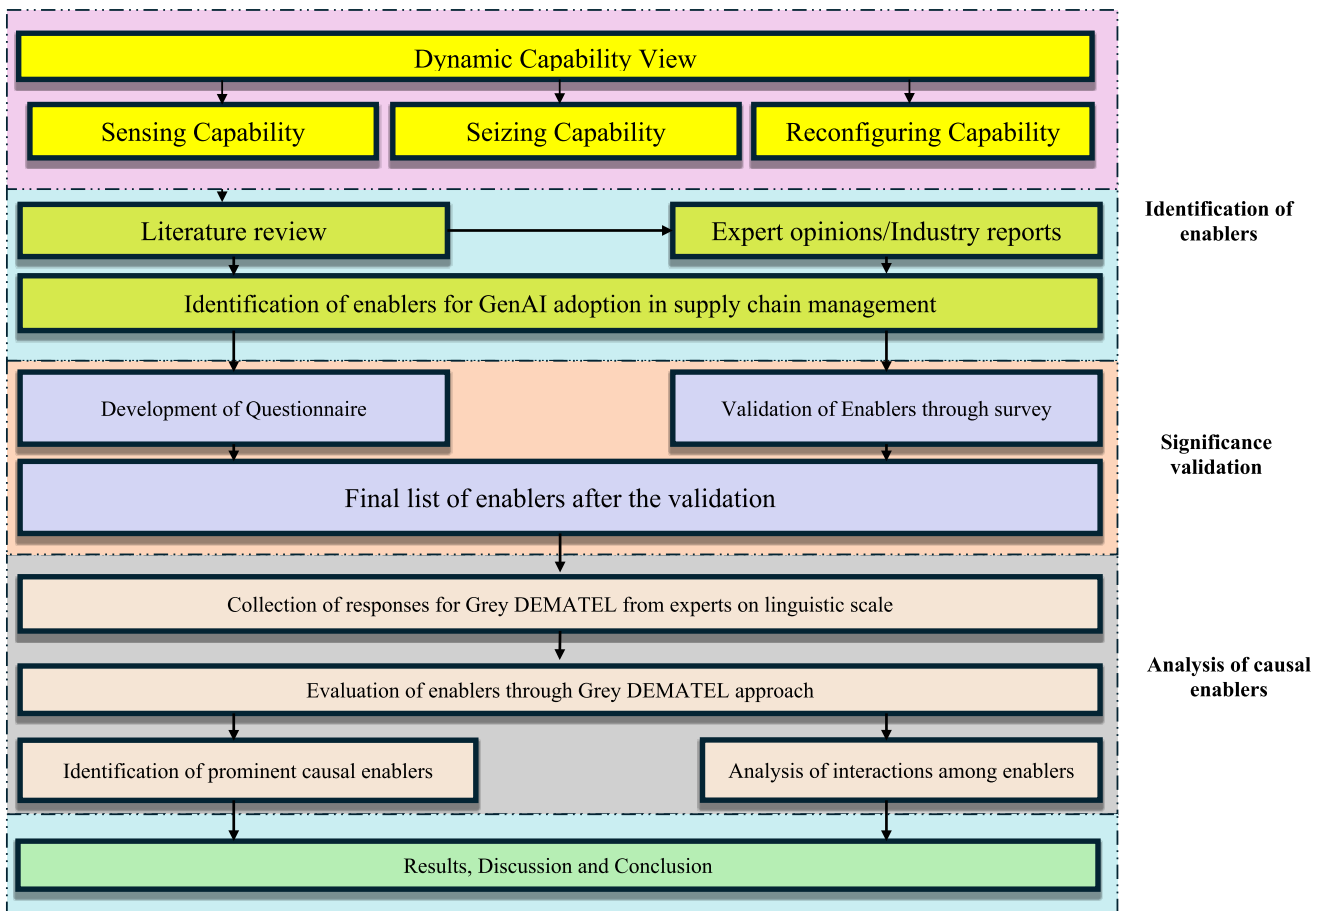 Dynamic Capability View
Sensing Capability
Seizing Capability
Reconfiguring Capability
Identification of
enablers
Literature review
Expert opinions/Industry reports
Identification of enablers for GenAI adoption in supply chain management
Development of Questionnaire
Validation of Enablers through survey
Significance
validation
Final list of enablers after the validation
Collection of responses for Grey DEMATEL from experts on linguistic scale
Evaluation of enablers through Grey DEMATEL approach
Analysis of causal
enablers
Identification of prominent causal enablers
Analysis of interactions among enablers
Results, Discussion and Conclusion